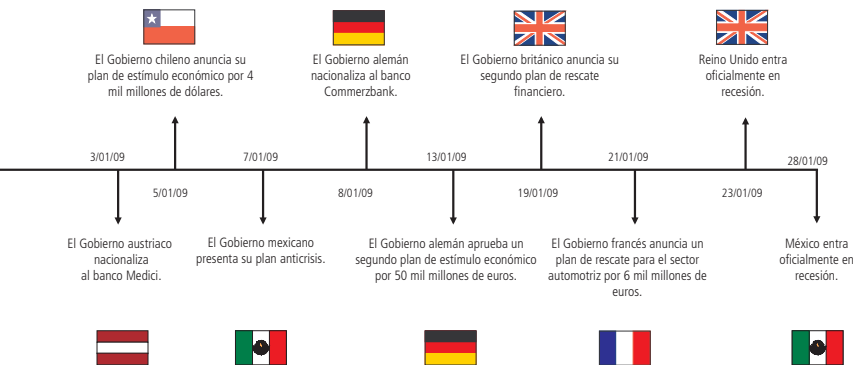 El Gobierno chileno anuncia su
plan de estímulo económico por 4
mil millones de dólares.
El Gobierno alemán
nacionaliza al banco
Commerzbank.
El Gobierno británico anuncia su
segundo plan de rescate
financiero.
Reino Unido entra
oficialmente en
recesión.
3/01/09
7/01/09
13/01/09
21/01/09
28/01/09
5/01/09
8/01/09
19/01/09
23/01/09
El Gobierno austriaco
nacionaliza
al banco Medici.
El Gobierno mexicano
presenta su plan anticrisis.
El Gobierno alemán aprueba un
segundo plan de estímulo económico
por 50 mil millones de euros.
El Gobierno francés anuncia un
plan de rescate para el sector
automotriz por 6 mil millones de
euros.
México entra
oficialmente en
recesión.